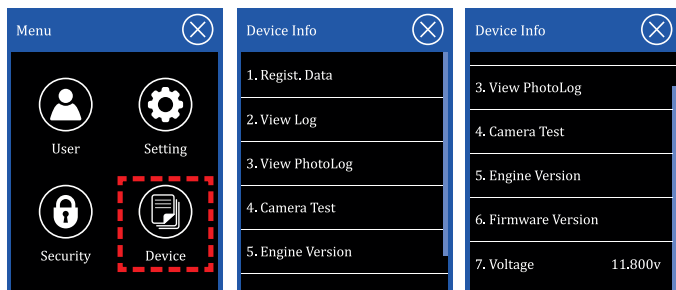 Menu
User
Setting
Security
Device
Device Info
1. Regist. Data
2. View Log
3. View PhotoLog
4. Camera Test
5. Engine Version
Device Info
3. View PhotoLog
4. Camera Test
5. Engine Version
6. Firmware Version
7. Voltage 11.800v